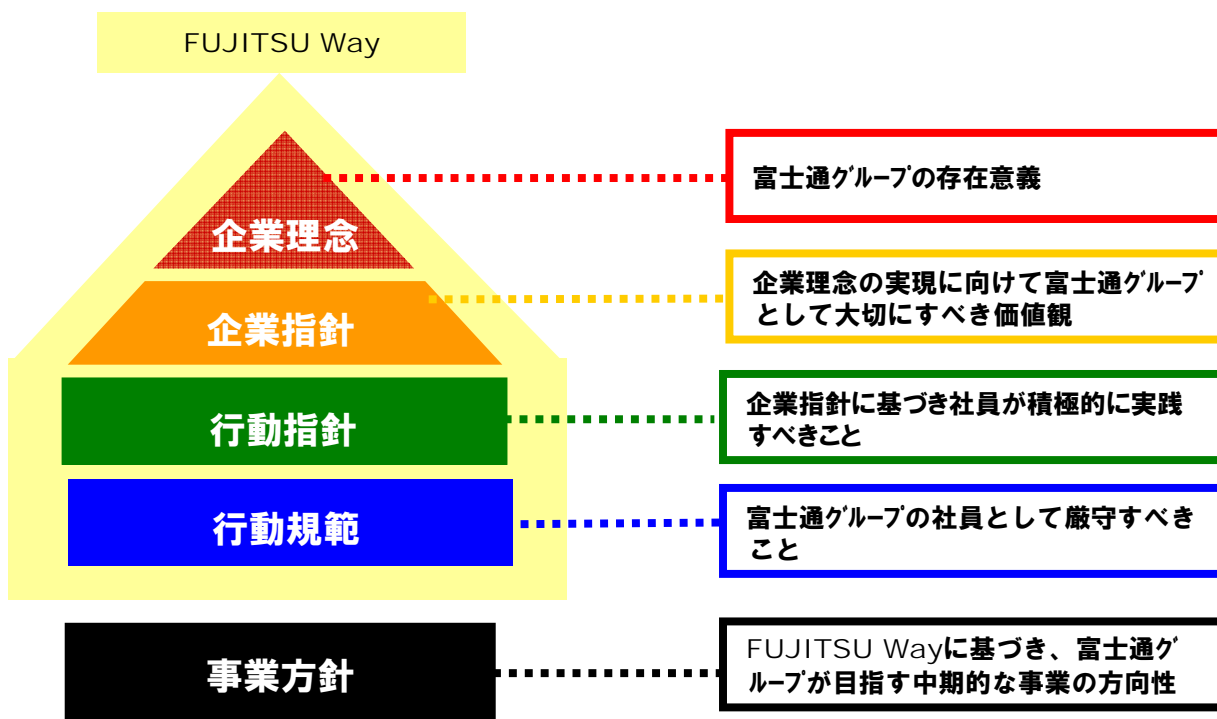 FUJITSU Way
企業理念
富士通グループの存在意義
企業指針
企業理念の実現に向けて富士通グループ
として大切にすべき価値観
行動指針
企業指針に基づき社員が積極的に実践
すべきこと
行動規範
富士通グループの社員として厳守すべき
こと
事業方針
FUJITSU Wayに基づき、富士通グ
ループが目指す中期的な事業の方向性